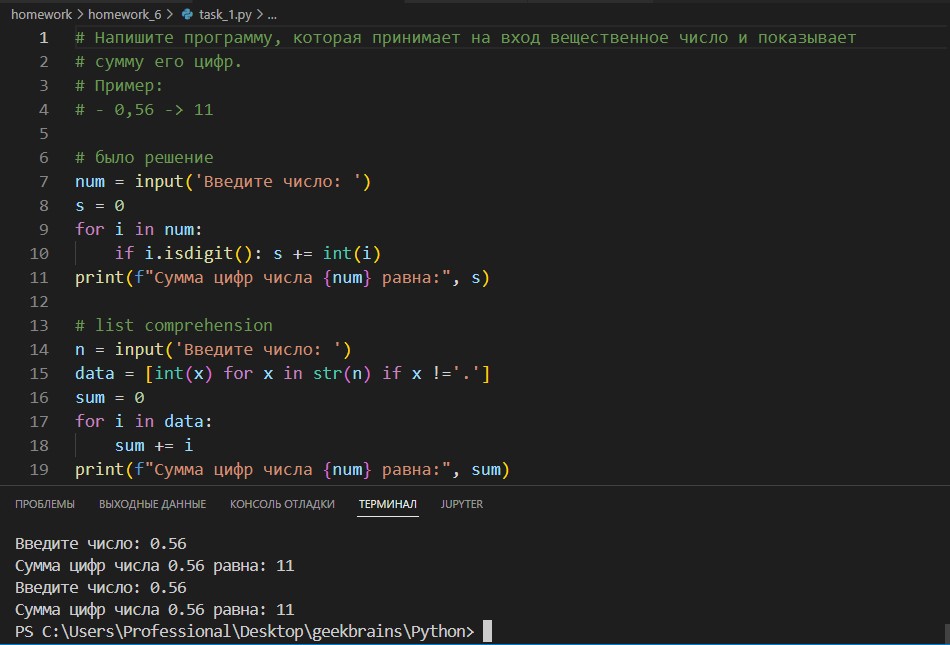 homework > homework_6 > task_1.py > ...
1 # Напишите программу, которая принимает на вход вещественное число и показывает
2 # сумму его цифр.
3 # Пример:
4 # - 0,56 -> 11
5
6 # было решение
7 num = input('Введите число: ')
8 s = 0
9 for i in num:
10     if i.isdigit(): s += int(i)
11 print(f"Сумма цифр числа {num} равна:", s)
12
13 # list comprehension
14 n = input('Введите число: ')
15 data = [int(x) for x in str(n) if x !='.']
16 sum = 0
17 for i in data:
18     sum += i
19 print(f"Сумма цифр числа {num} равна:", sum)
ПРОБЛЕМЫ ВЫХОДНЫЕ ДАННЫЕ КОНСОЛЬ ОТЛАДКИ ТЕРМИНАЛ JUPYTER
Введите число: 0.56
Сумма цифр числа 0.56 равна: 11
Введите число: 0.56
Сумма цифр числа 0.56 равна: 11
PS C:\Users\Professional\Desktop\geekbrains\Python>